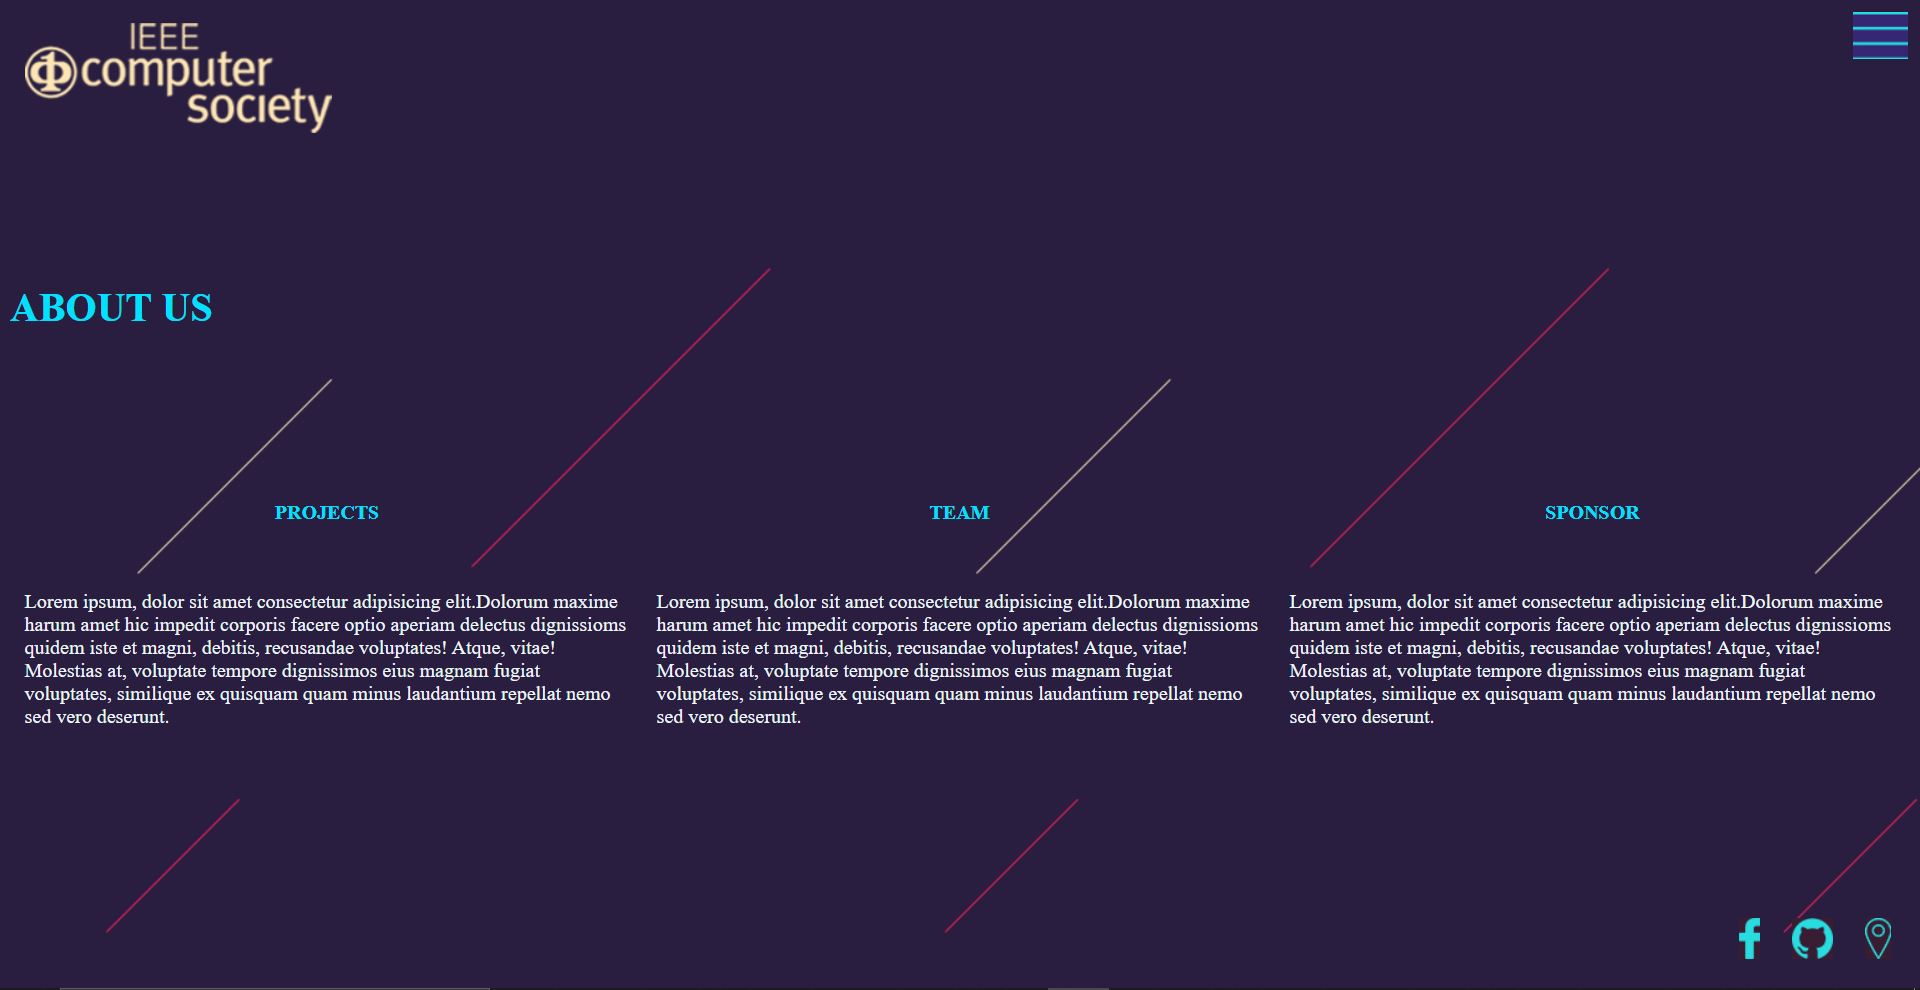 IEEE
computer
society
ABOUT US
PROJECTS
Lorem ipsum, dolor sit amet consectetur adipisicing elit.Dolorum maxime
harum amet hic impedit corporis facere optio aperiam delectus dignissioms
quidem iste et magni, debitis, recusandae voluptates! Atque, vitae!
Molestias at, voluptate tempore dignissimos eius magnam fugiat
voluptates, similique ex quisquam quam minus laudantium repellat nemo
sed vero deserunt.
TEAM
Lorem ipsum, dolor sit amet consectetur adipisicing elit.Dolorum maxime
harum amet hic impedit corporis facere optio aperiam delectus dignissioms
quidem iste et magni, debitis, recusandae voluptates! Atque, vitae!
Molestias at, voluptate tempore dignissimos eius magnam fugiat
voluptates, similique ex quisquam quam minus laudantium repellat nemo
sed vero deserunt.
SPONSOR
Lorem ipsum, dolor sit amet consectetur adipisicing elit.Dolorum maxime
harum amet hic impedit corporis facere optio aperiam delectus dignissioms
quidem iste et magni, debitis, recusandae voluptates! Atque, vitae!
Molestias at, voluptate tempore dignissimos eius magnam fugiat
voluptates, similique ex quisquam quam minus laudantium repellat nemo
sed vero deserunt.